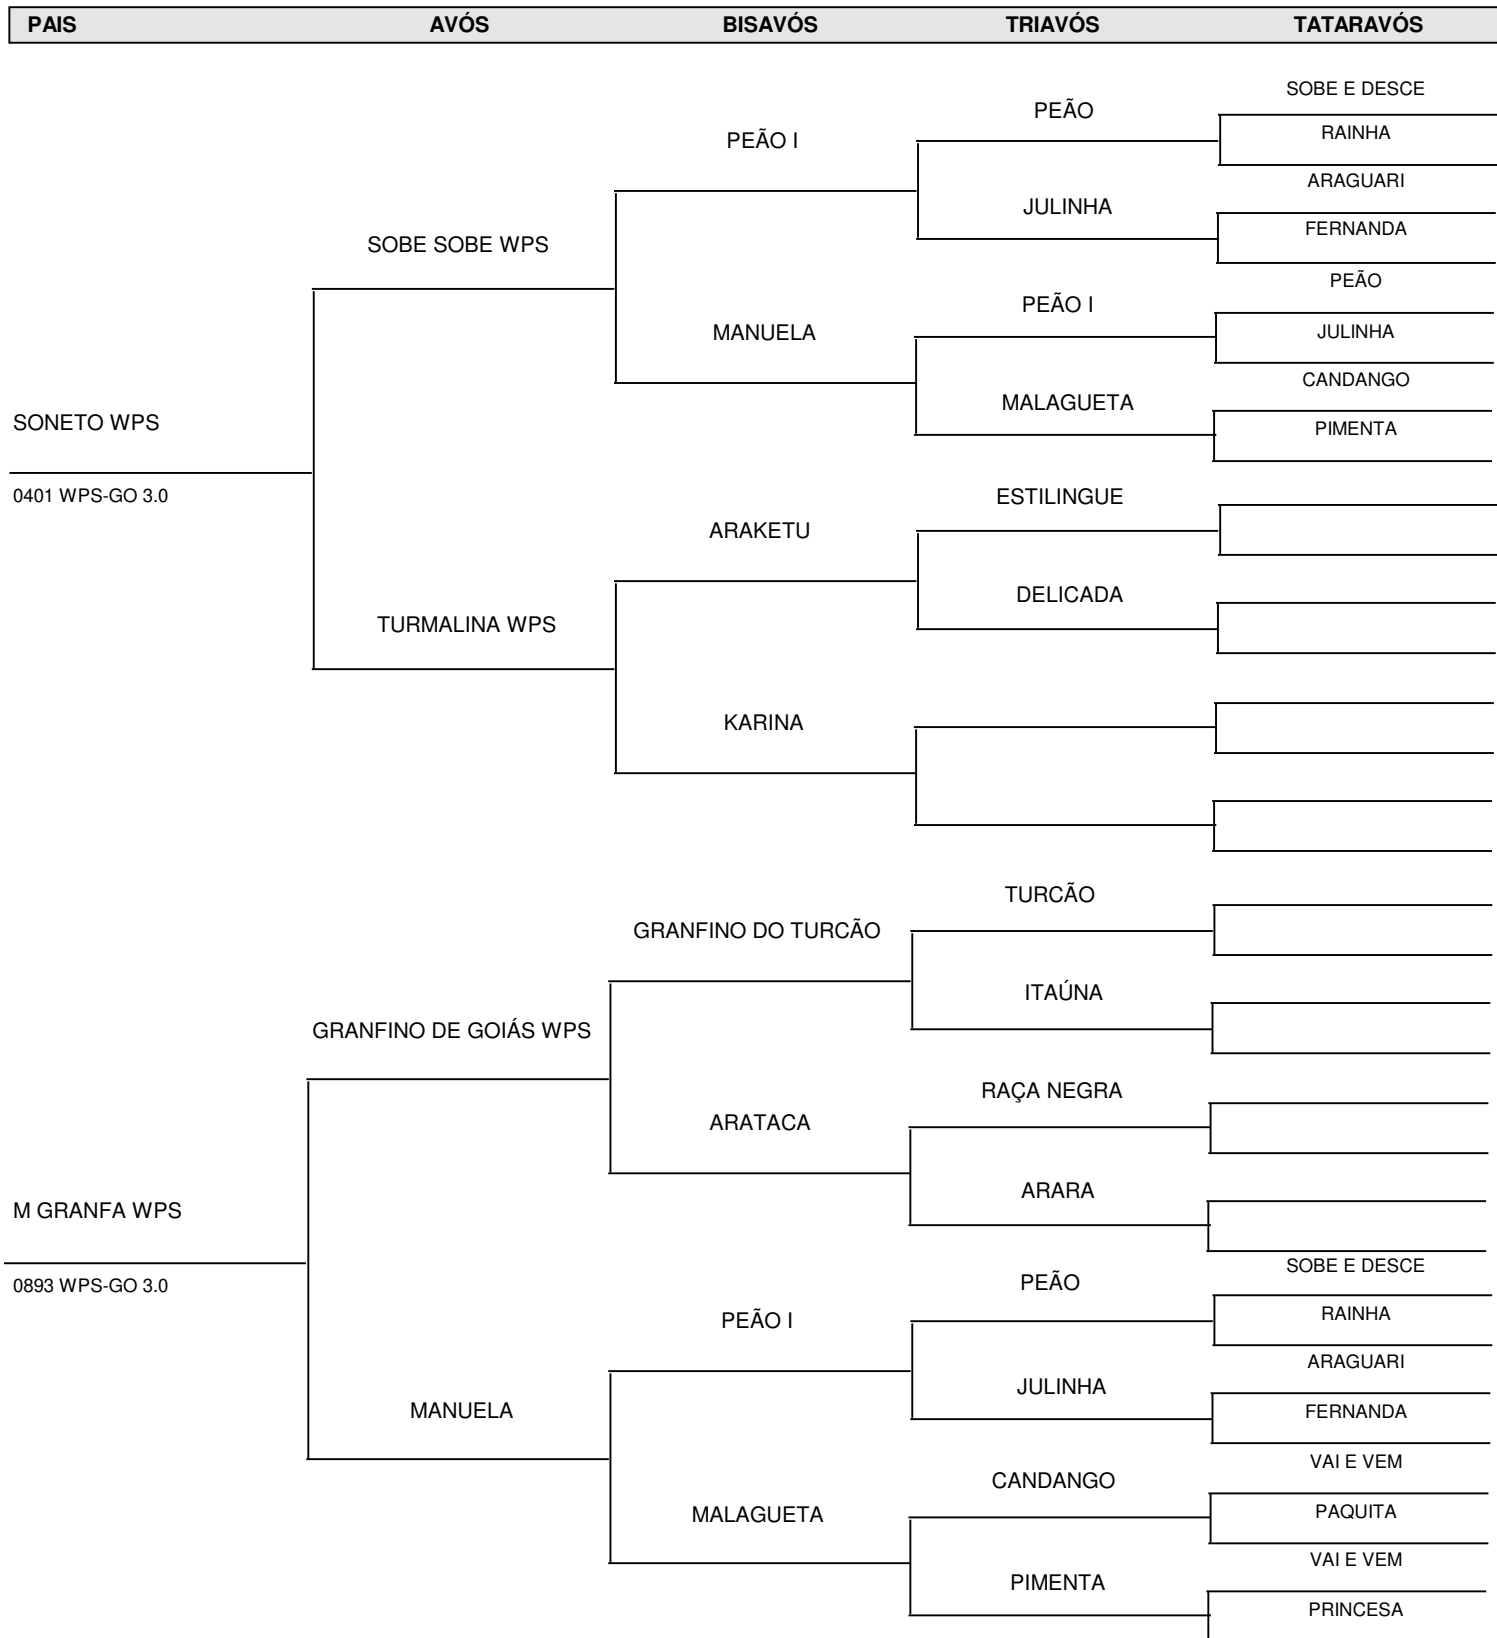 PAIS AVÓS BISAVÓS TRIAVÓS TATARAVÓS
SOBE E DESCE
PEÃO
RAINHA
PEÃO I
ARAGUARI
JULINHA
FERNANDA
SOBE SOBE WPS
PEÃO
PEÃO I
JULINHA
MANUELA
CANDANGO
MALAGUETA
SONETO WPS
PIMENTA
0401 WPS-GO 3.0
ESTILINGUE
ARAKETU
DELICADA
TURMALINA WPS
KARINA
TURCÃO
GRANFINO DO TURCÃO
ITAÚNA
GRANFINO DE GOIÁS WPS
RAÇA NEGRA
ARATACA
ARARA
M GRANFA WPS
SOBE E DESCE
0893 WPS-GO 3.0
PEÃO
RAINHA
PEÃO I
ARAGUARI
JULINHA
MANUELA
FERNANDA
VAI E VEM
CANDANGO
PAQUITA
MALAGUETA
VAI E VEM
PIMENTA
PRINCESA